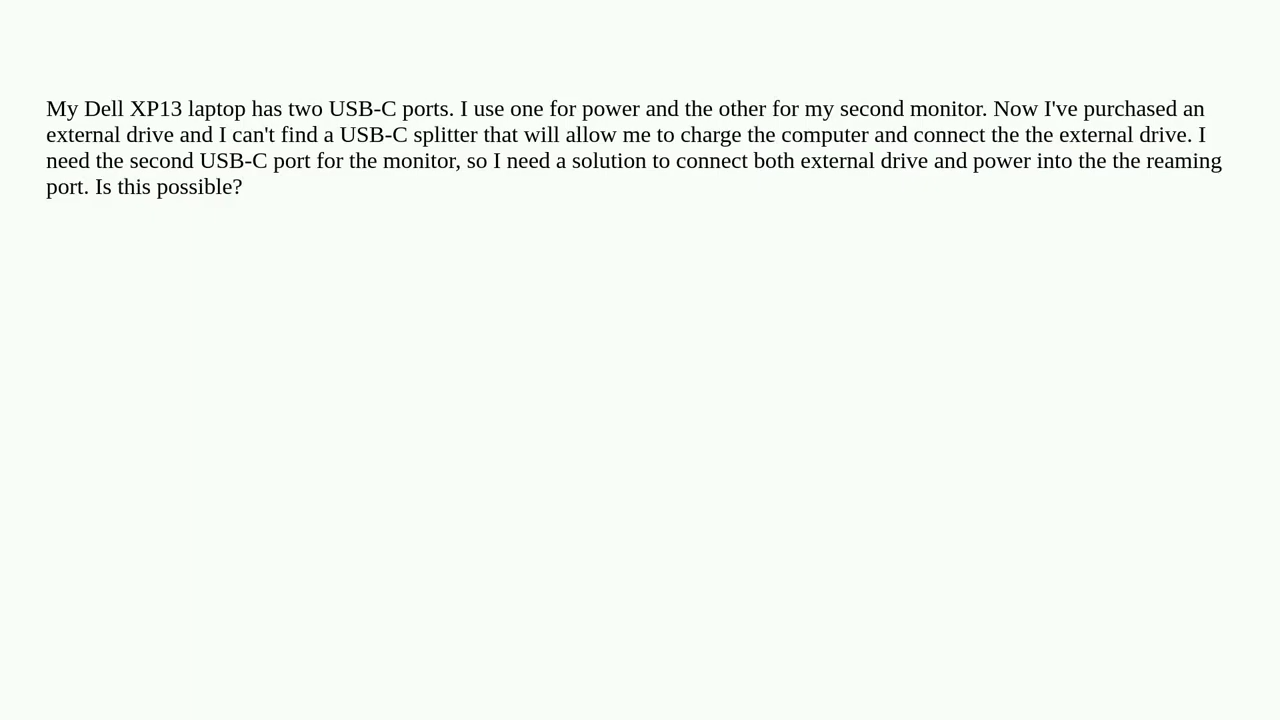 My Dell XP13 laptop has two USB-C ports. I use one for power and the other for my second monitor. Now I've purchased an
external drive and I can't find a USB-C splitter that will allow me to charge the computer and connect the the external drive. I
need the second USB-C port for the monitor, so I need a solution to connect both external drive and power into the the reaming
port. Is this possible?